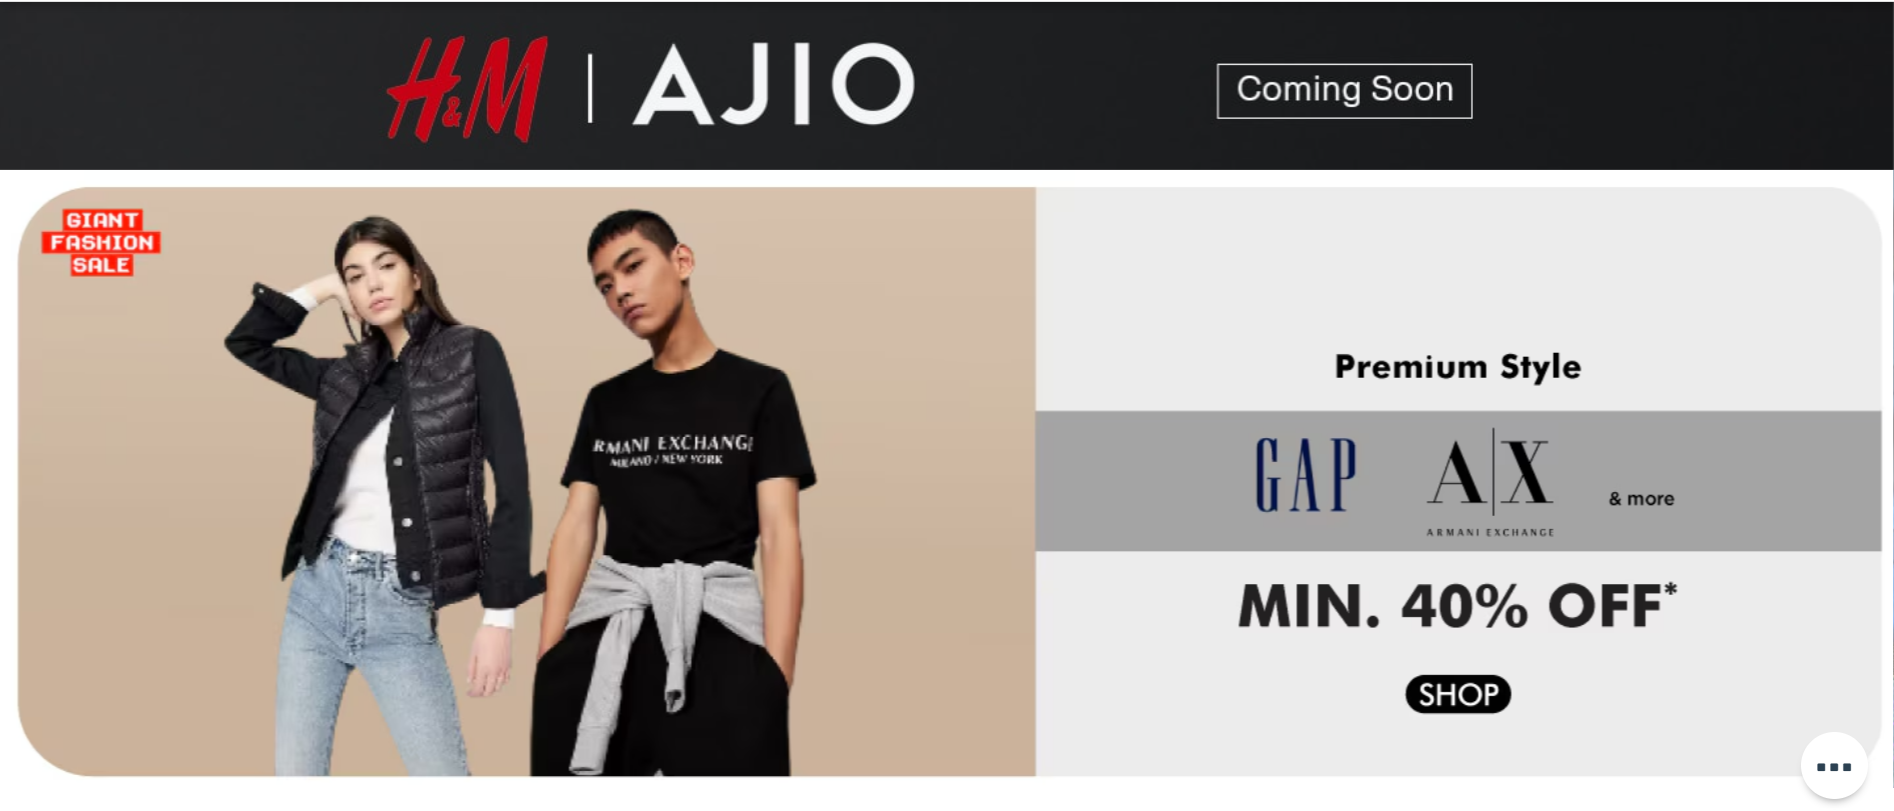 H&M | AJIO
Coming Soon
GIANT
FASHION
SALE
RMANI EXCHANGE
MILANO / NEW YORK
Premium Style
GAP
A|X
ARMANI EXCHANGE
& more
MIN. 40% OFF*
SHOP